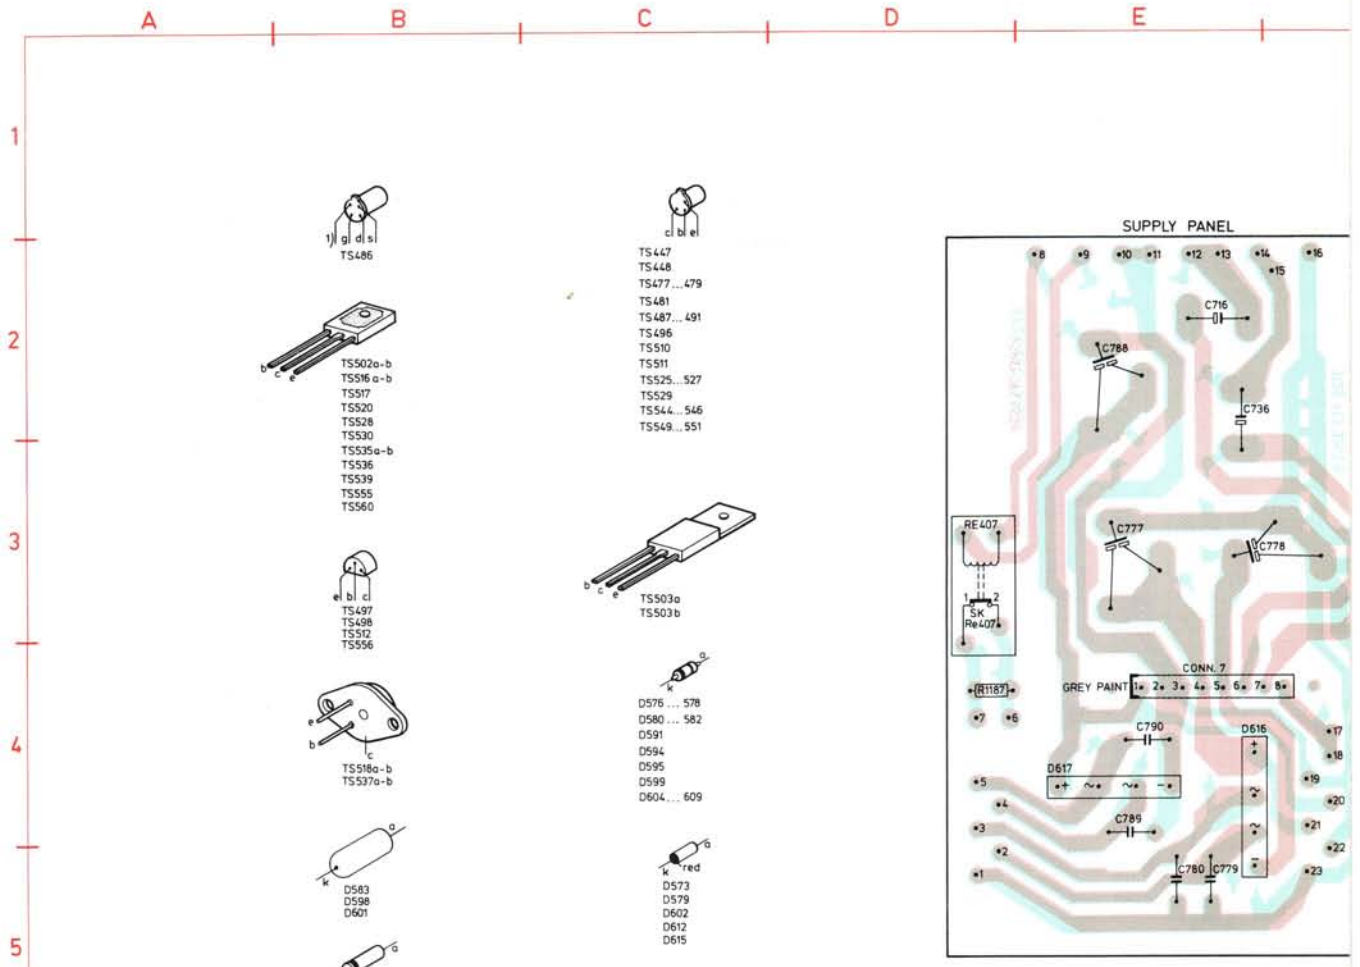 A B C D E
1
1) g d s
TS486
c b e
TS447
TS448
TS477...479
TS481
TS487...491
TS496
TS510
TS511
TS525...527
TS529
TS544...546
TS549...551
2
b c e
TS502a-b
TS516a-b
TS517
TS520
TS528
TS530
TS535a-b
TS536
TS539
TS555
TS560
3
e b c
TS497
TS498
TS512
TS556
b c e
TS503a
TS503b
4
e
b
c
TS518a-b
TS537a-b
a
k
D576...578
D580...582
D591
D594
D595
D599
D604...609
a
k
D583
D598
D601
a
k red
D573
D579
D602
D612
D615
5
a
SUPPLY PANEL
8 9 10 11 12 13 14 16
15
C716
C788
C736
RE407
C777
C778
1 2
SK
Re407
CONN. 7
GREY PAINT 1 2 3 4 5 6 7 8
R1187
7 6
C790
D616
17
+
18
D617
+ ~ ~ -
5
19
~
4
20
C789
3
21
~
2
22
C780 C779
-
1
23